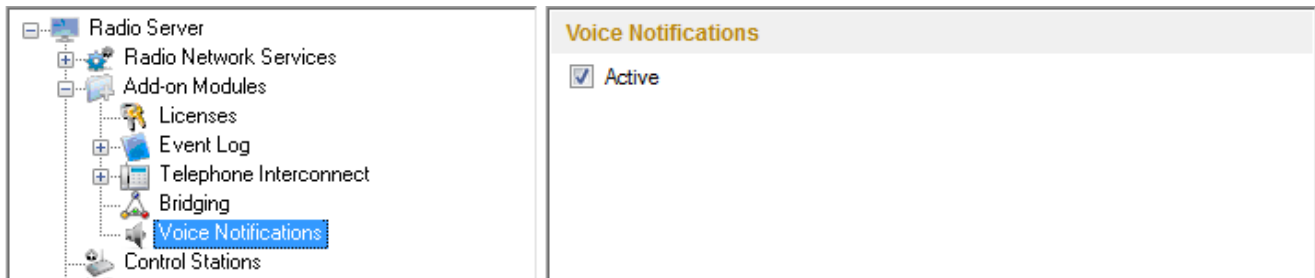 Radio Server
Radio Network Services
Add-on Modules
Licenses
Event Log
Telephone Interconnect
Bridging
Voice Notifications
Control Stations
Voice Notifications
Active